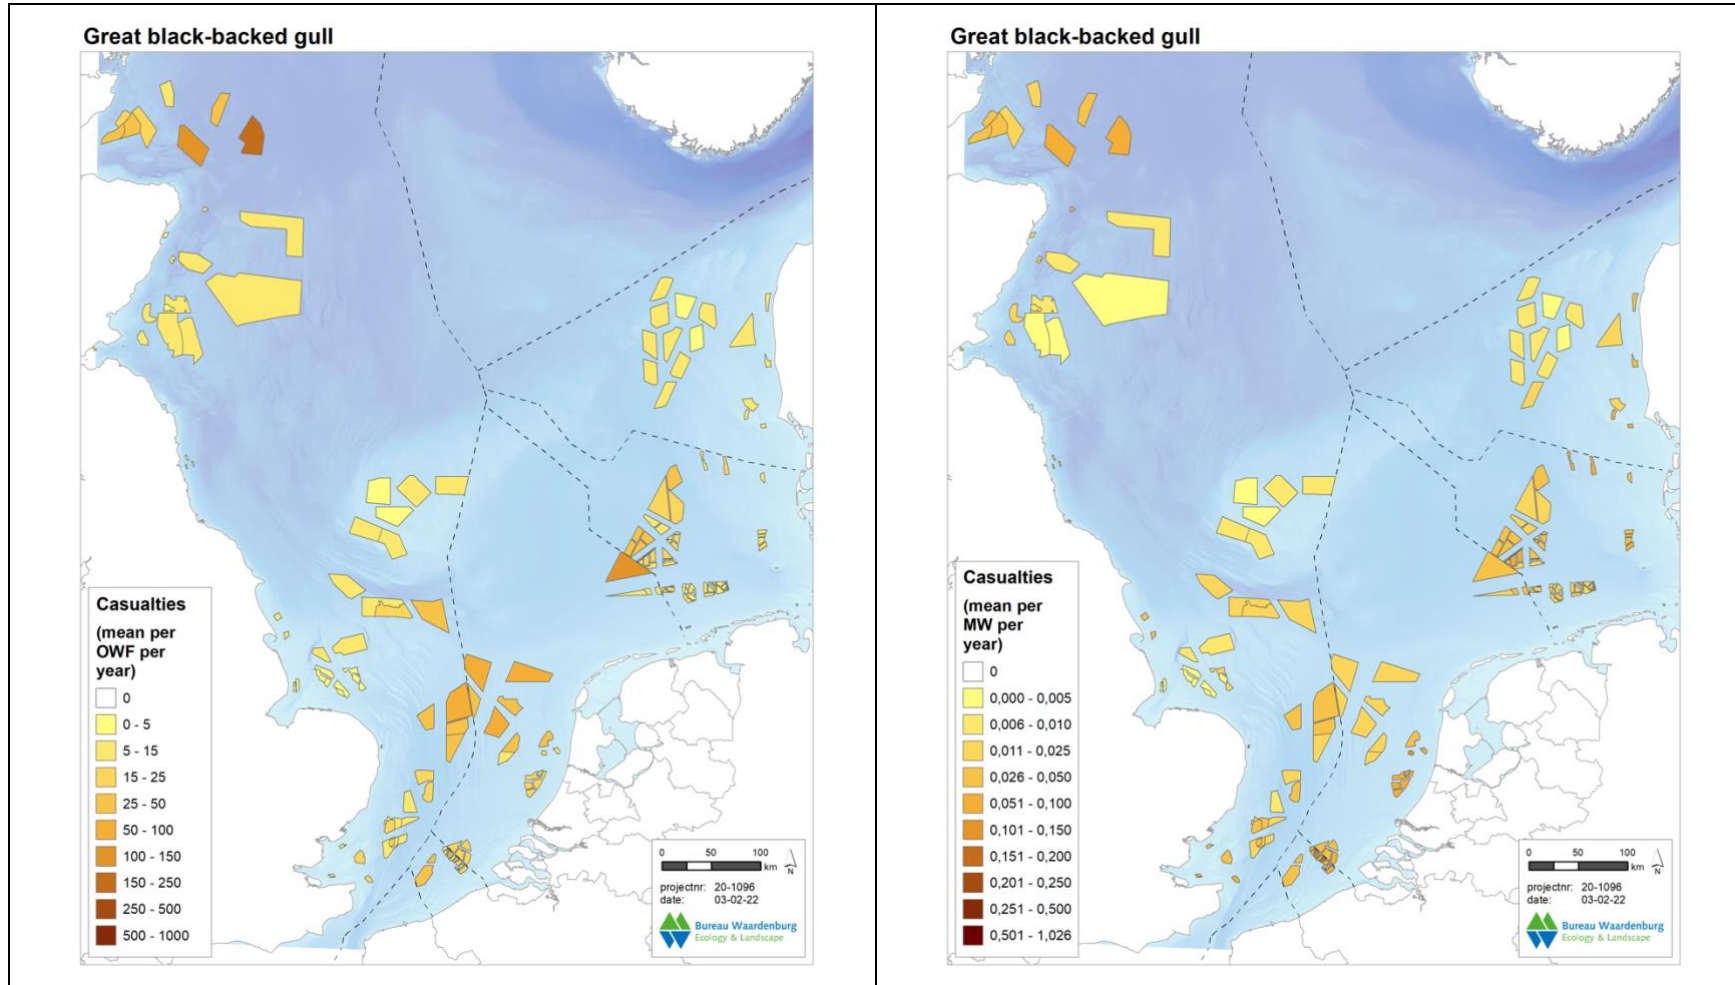 Great black-backed gull
Casualties
(mean per
OWF per
year)
0
0 - 5
5 - 15
15 - 25
25 - 50
50 - 100
100 - 150
150 - 250
250 - 500
500 - 1000
0 50 100
km
N
projectnr: 20-1096
date: 03-02-22
Bureau Waardenburg
Ecology & Landscape
Great black-backed gull
Casualties
(mean per
MW per
year)
0
0,000 - 0,005
0,006 - 0,010
0,011 - 0,025
0,026 - 0,050
0,051 - 0,100
0,101 - 0,150
0,151 - 0,200
0,201 - 0,250
0,251 - 0,500
0,501 - 1,026
0 50 100
km
N
projectnr: 20-1096
date: 03-02-22
Bureau Waardenburg
Ecology & Landscape